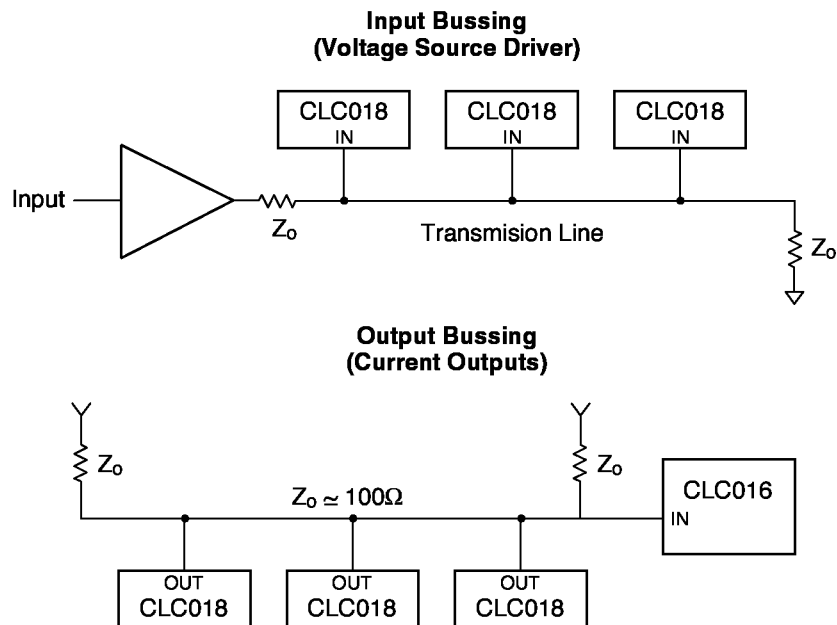 Input Bussing
(Voltage Source Driver)
CLC018
IN
CLC018
IN
CLC018
IN
Input
Zo
Transmision Line
Zo
Output Bussing
(Current Outputs)
Zo
Zo
Zo ≃ 100Ω
CLC016
IN
OUT
CLC018
OUT
CLC018
OUT
CLC018